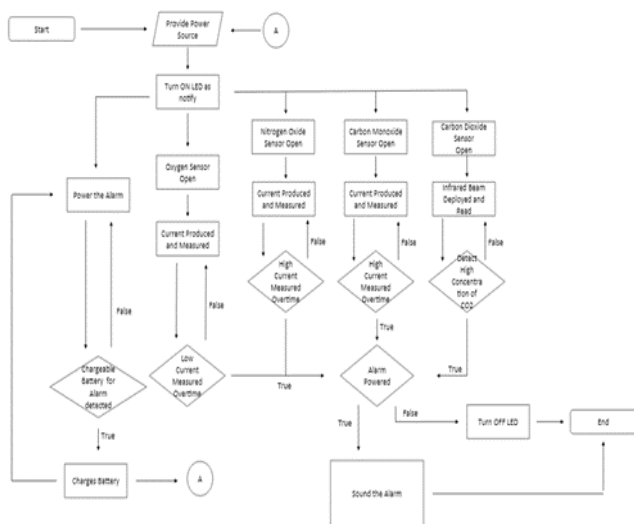 Start
Provide Power
Source
A
Turn ON LED as
notify
Nitrogen Oxide
Sensor Open
Carbon Monoxide
Sensor Open
Carbon Dioxide
Sensor
Open
Oxygen Sensor
Open
Power the Alarm
Current Produced
and Measured
Current Produced
and Measured
Infrared Beam
Deployed and
Read
Current Produced
and Measured
False
False
False
False
False
High
Current
Measured
Overtime
High
Current
Measured
Overtime
Detect
High
Concentra
tion of
CO2
True
True
True
Chargeable
Battery for
Alarm
detected
Low
Current
Measured
Overtime
Alarm
Powered
True
True
False
Turn OFF LED
End
Charges Battery
A
Sound the Alarm